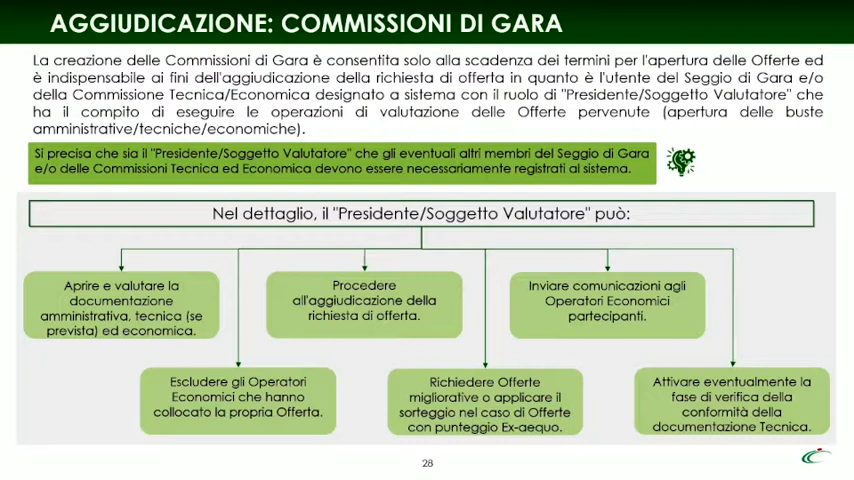 AGGIUDICAZIONE: COMMISSIONI DI GARA
La creazione delle Commissioni di Gara è consentita solo alla scadenza dei termini per l'apertura delle Offerte ed
è indispensabile ai fini dell'aggiudicazione della richiesta di offerta in quanto è l'utente del Seggio di Gara e/o
della Commissione Tecnica/Economica designato a sistema con il ruolo di "Presidente/Soggetto Valutatore" che
ha il compito di eseguire le operazioni di valutazione delle Offerte pervenute (apertura delle buste
amministrative/tecniche/economiche).
Si precisa che sia il "Presidente/Soggetto Valutatore" che gli eventuali altri membri del Seggio di Gara
e/o delle Commissioni Tecnica ed Economica devono essere necessariamente registrati al sistema.
Nel dettaglio, il "Presidente/Soggetto Valutatore" può:
Aprire e valutare la
documentazione
amministrativa, tecnica (se
prevista) ed economica.
Procedere
all'aggiudicazione della
richiesta di offerta.
Inviare comunicazioni agli
Operatori Economici
partecipanti.
Escludere gli Operatori
Economici che hanno
collocato la propria Offerta.
Richiedere Offerte
migliorative o applicare il
sorteggio nel caso di Offerte
con punteggio Ex-aequo.
Attivare eventualmente la
fase di verifica della
conformità della
documentazione Tecnica.
28